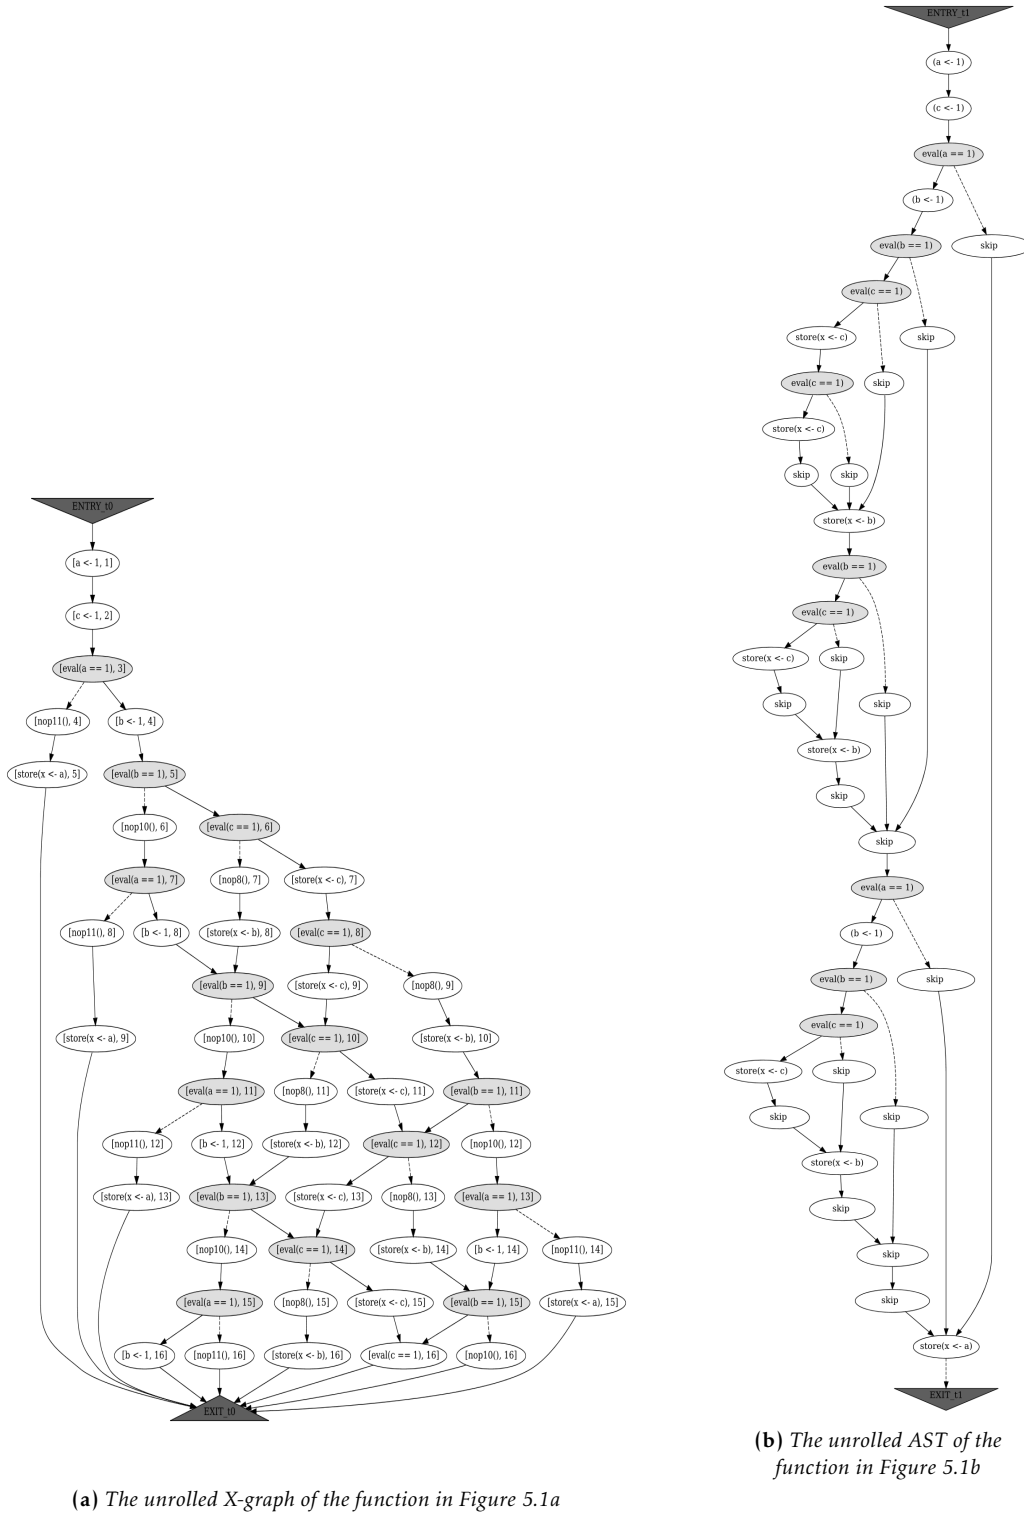 ENTRY_t0
[a <- 1, 1]
[c <- 1, 2]
[eval(a == 1), 3]
[nop11(), 4]
[b <- 1, 4]
[store(x <- a), 5]
[eval(b == 1), 5]
[nop10(), 6]
[eval(c == 1), 6]
[eval(a == 1), 7]
[nop8(), 7]
[store(x <- c), 7]
[nop11(), 8]
[b <- 1, 8]
[store(x <- b), 8]
[eval(c == 1), 8]
[eval(b == 1), 9]
[store(x <- c), 9]
[nop8(), 9]
[store(x <- a), 9]
[nop10(), 10]
[eval(c == 1), 10]
[store(x <- b), 10]
[eval(a == 1), 11]
[nop8(), 11]
[store(x <- c), 11]
[eval(b == 1), 11]
[nop11(), 12]
[b <- 1, 12]
[store(x <- b), 12]
[eval(c == 1), 12]
[nop10(), 12]
[store(x <- a), 13]
[eval(b == 1), 13]
[store(x <- c), 13]
[nop8(), 13]
[eval(a == 1), 13]
[nop10(), 14]
[eval(c == 1), 14]
[store(x <- b), 14]
[b <- 1, 14]
[nop11(), 14]
[eval(a == 1), 15]
[nop8(), 15]
[store(x <- c), 15]
[eval(b == 1), 15]
[store(x <- a), 15]
[b <- 1, 16]
[nop11(), 16]
[store(x <- b), 16]
[eval(c == 1), 16]
[nop10(), 16]
EXIT_t0
(a) The unrolled X-graph of the function in Figure 5.1a
ENTRY_t1
(a <- 1)
(c <- 1)
eval(a == 1)
(b <- 1)
eval(b == 1)
skip
eval(c == 1)
store(x <- c)
skip
eval(c == 1)
skip
store(x <- c)
skip
skip
store(x <- b)
eval(b == 1)
eval(c == 1)
store(x <- c)
skip
skip
skip
store(x <- b)
skip
skip
eval(a == 1)
(b <- 1)
eval(b == 1)
skip
eval(c == 1)
store(x <- c)
skip
skip
skip
store(x <- b)
skip
skip
skip
store(x <- a)
EXIT_t1
(b) The unrolled AST of the
function in Figure 5.1b